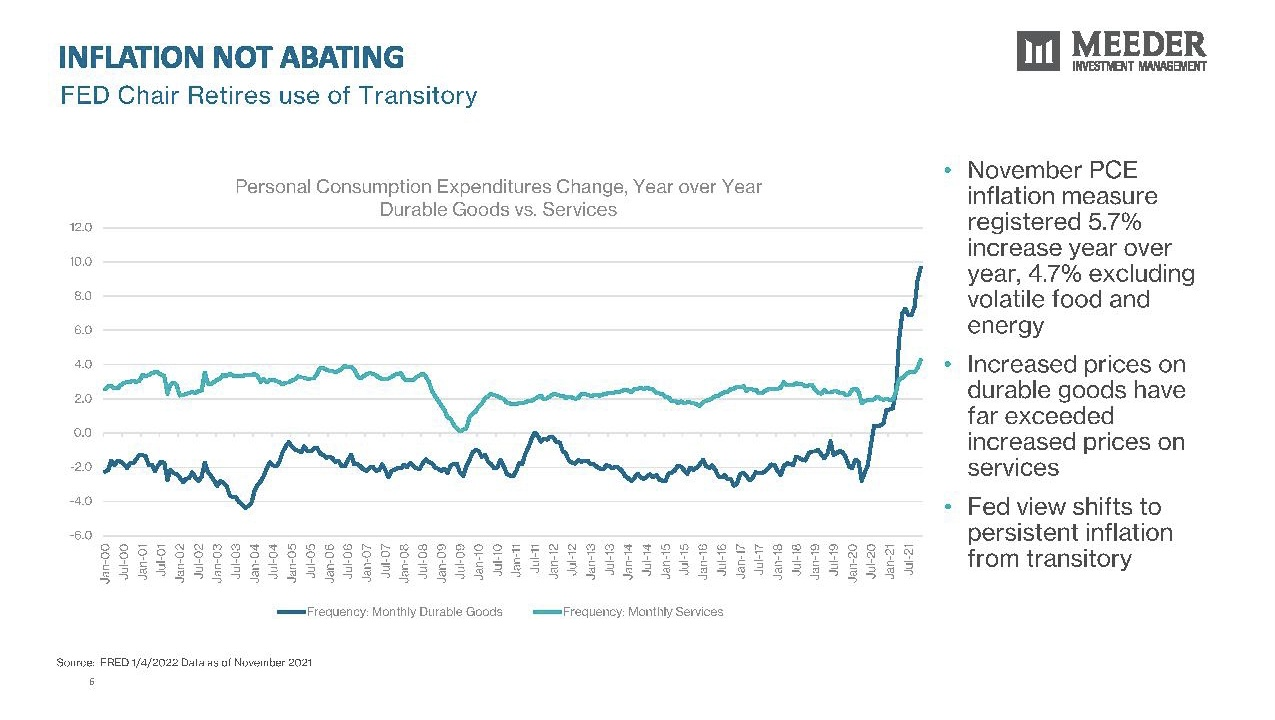 INFLATION NOT ABATING
FED Chair Retires use of Transitory
MEEDER
INVESTMENT MANAGEMENT
Personal Consumption Expenditures Change, Year over Year
Durable Goods vs. Services
12.0
10.0
8.0
6.0
4.0
2.0
0.0
-2.0
-4.0
-6.0
Jan-00
Jul-00
Jan-01
Jul-01
Jan-02
Jul-02
Jan-03
Jul-03
Jan-04
Jul-04
Jan-05
Jul-05
Jan-06
Jul-06
Jan-07
Jul-07
Jan-08
Jul-08
Jan-09
Jul-09
Jan-10
Jul-10
Jan-11
Jul-11
Jan-12
Jul-12
Jan-13
Jul-13
Jan-14
Jul-14
Jan-15
Jul-15
Jan-16
Jul-16
Jan-17
Jul-17
Jan-18
Jul-18
Jan-19
Jul-19
Jan-20
Jul-20
Jan-21
Jul-21
Frequency: Monthly Durable Goods
Frequency: Monthly Services
• November PCE
inflation measure
registered 5.7%
increase year over
year, 4.7% excluding
volatile food and
energy
• Increased prices on
durable goods have
far exceeded
increased prices on
services
• Fed view shifts to
persistent inflation
from transitory
Source: FRED 1/4/2022 Data as of November 2021
6